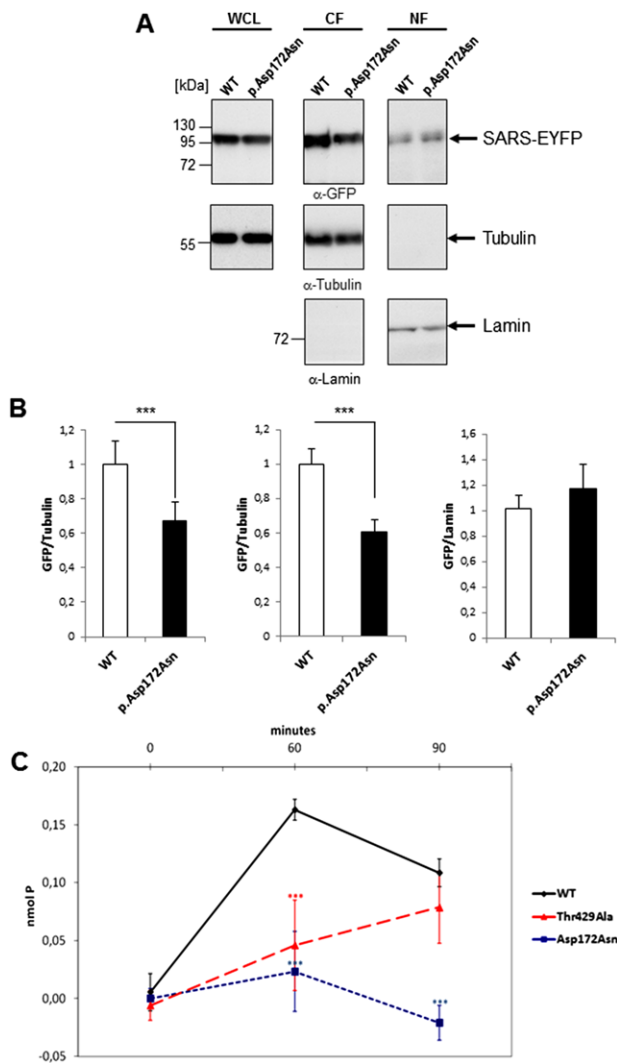 A
WCL CF NF
WT p.Asp172Asn WT p.Asp172Asn WT p.Asp172Asn
[kDa]
130
95
72
SARS-EYFP
α-GFP
55
Tubulin
α-Tubulin
72
Lamin
α-Lamin
B
*** ***
1,2 1,2 1,6
1 1 1,4
0,8 0,8 1,2
0,6 0,6 1
0,4 0,4 0,8
0,2 0,2 0,6
0 0 0,4
0,2
0
GFP/Tubulin GFP/Tubulin GFP/Lamin
WT p.Asp172Asn WT p.Asp172Asn WT p.Asp172Asn
C
minutes
0 60 90
0,20
0,15
0,10
0,05
0,00
-0,05
nmol P
***
***
***
WT
Thr429Ala
Asp172Asn